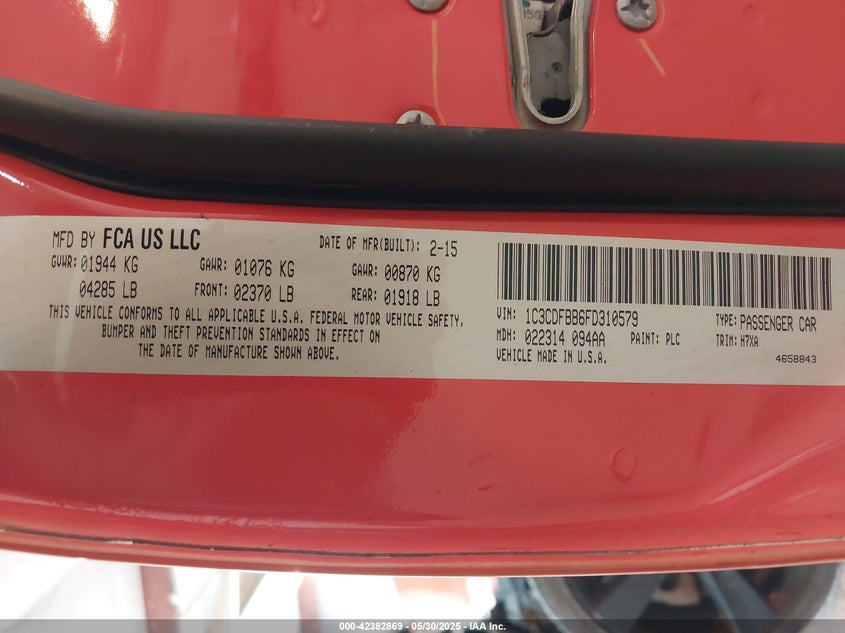 MFD BY FCA US LLC
DATE OF MFR(BUILT): 2-15
GVWR: 01944 KG GAWR: 01076 KG GAWR: 00870 KG
04285 LB FRONT: 02370 LB REAR: 01918 LB
THIS VEHICLE CONFORMS TO ALL APPLICABLE U.S.A. FEDERAL MOTOR VEHICLE SAFETY,
BUMPER AND THEFT PREVENTION STANDARDS IN EFFECT ON
THE DATE OF MANUFACTURE SHOWN ABOVE.
VIN: 1C3CDFBB6FD310579 TYPE: PASSENGER CAR
MDH: 022314 094AA PAINT: PLC TRIM: H7XA
VEHICLE MADE IN U.S.A. 4658843
000-42382869 - 05/30/2025 - IAA Inc.